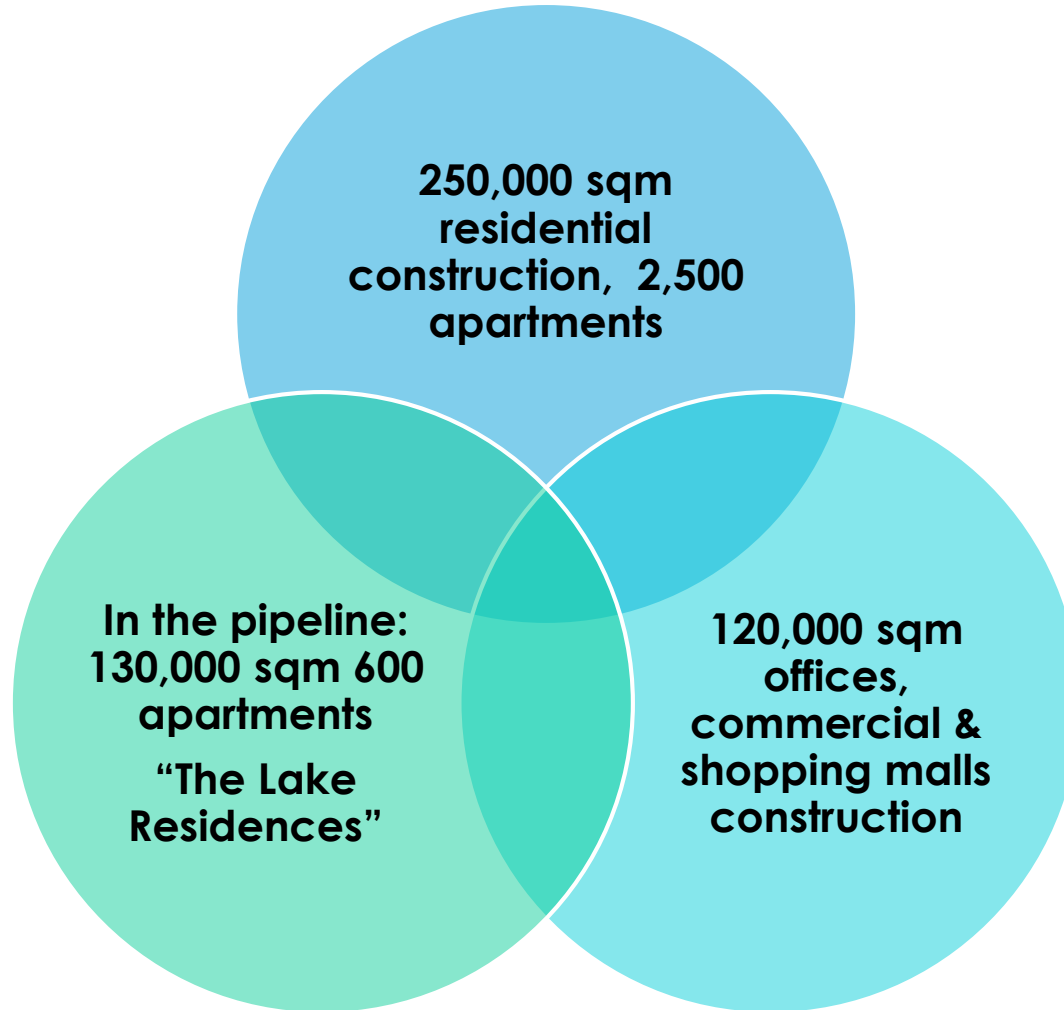 250,000 sqm
residential
construction,  2,500
apartments
In the pipeline:
130,000 sqm 600
apartments
“The Lake
Residences”
120,000 sqm
offices,
commercial &
shopping malls
construction